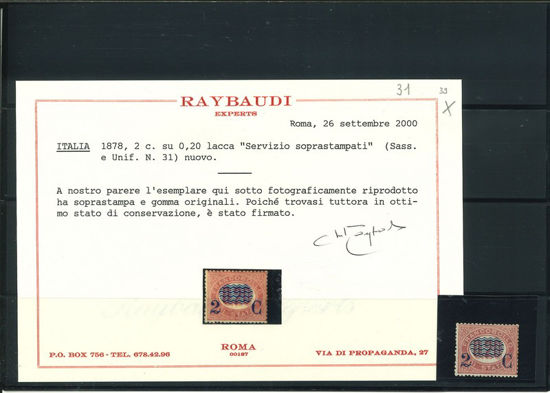 31
39
X
RAYBAUDI
EXPERTS
Roma, 26 settembre 2000
ITALIA 1878, 2 c. su 0,20 lacca "Servizio soprastampati" (Sass.
e Unif. N. 31) nuovo.
A nostro parere l'esemplare qui sotto fotograficamente riprodotto
ha soprastampa e gomma originali. Poiché trovasi tuttora in otti-
mo stato di conservazione, è stato firmato.
2 C
2 C
ROMA
00187
P.O. BOX 756 - TEL. 678.42.96
VIA DI PROPAGANDA, 27